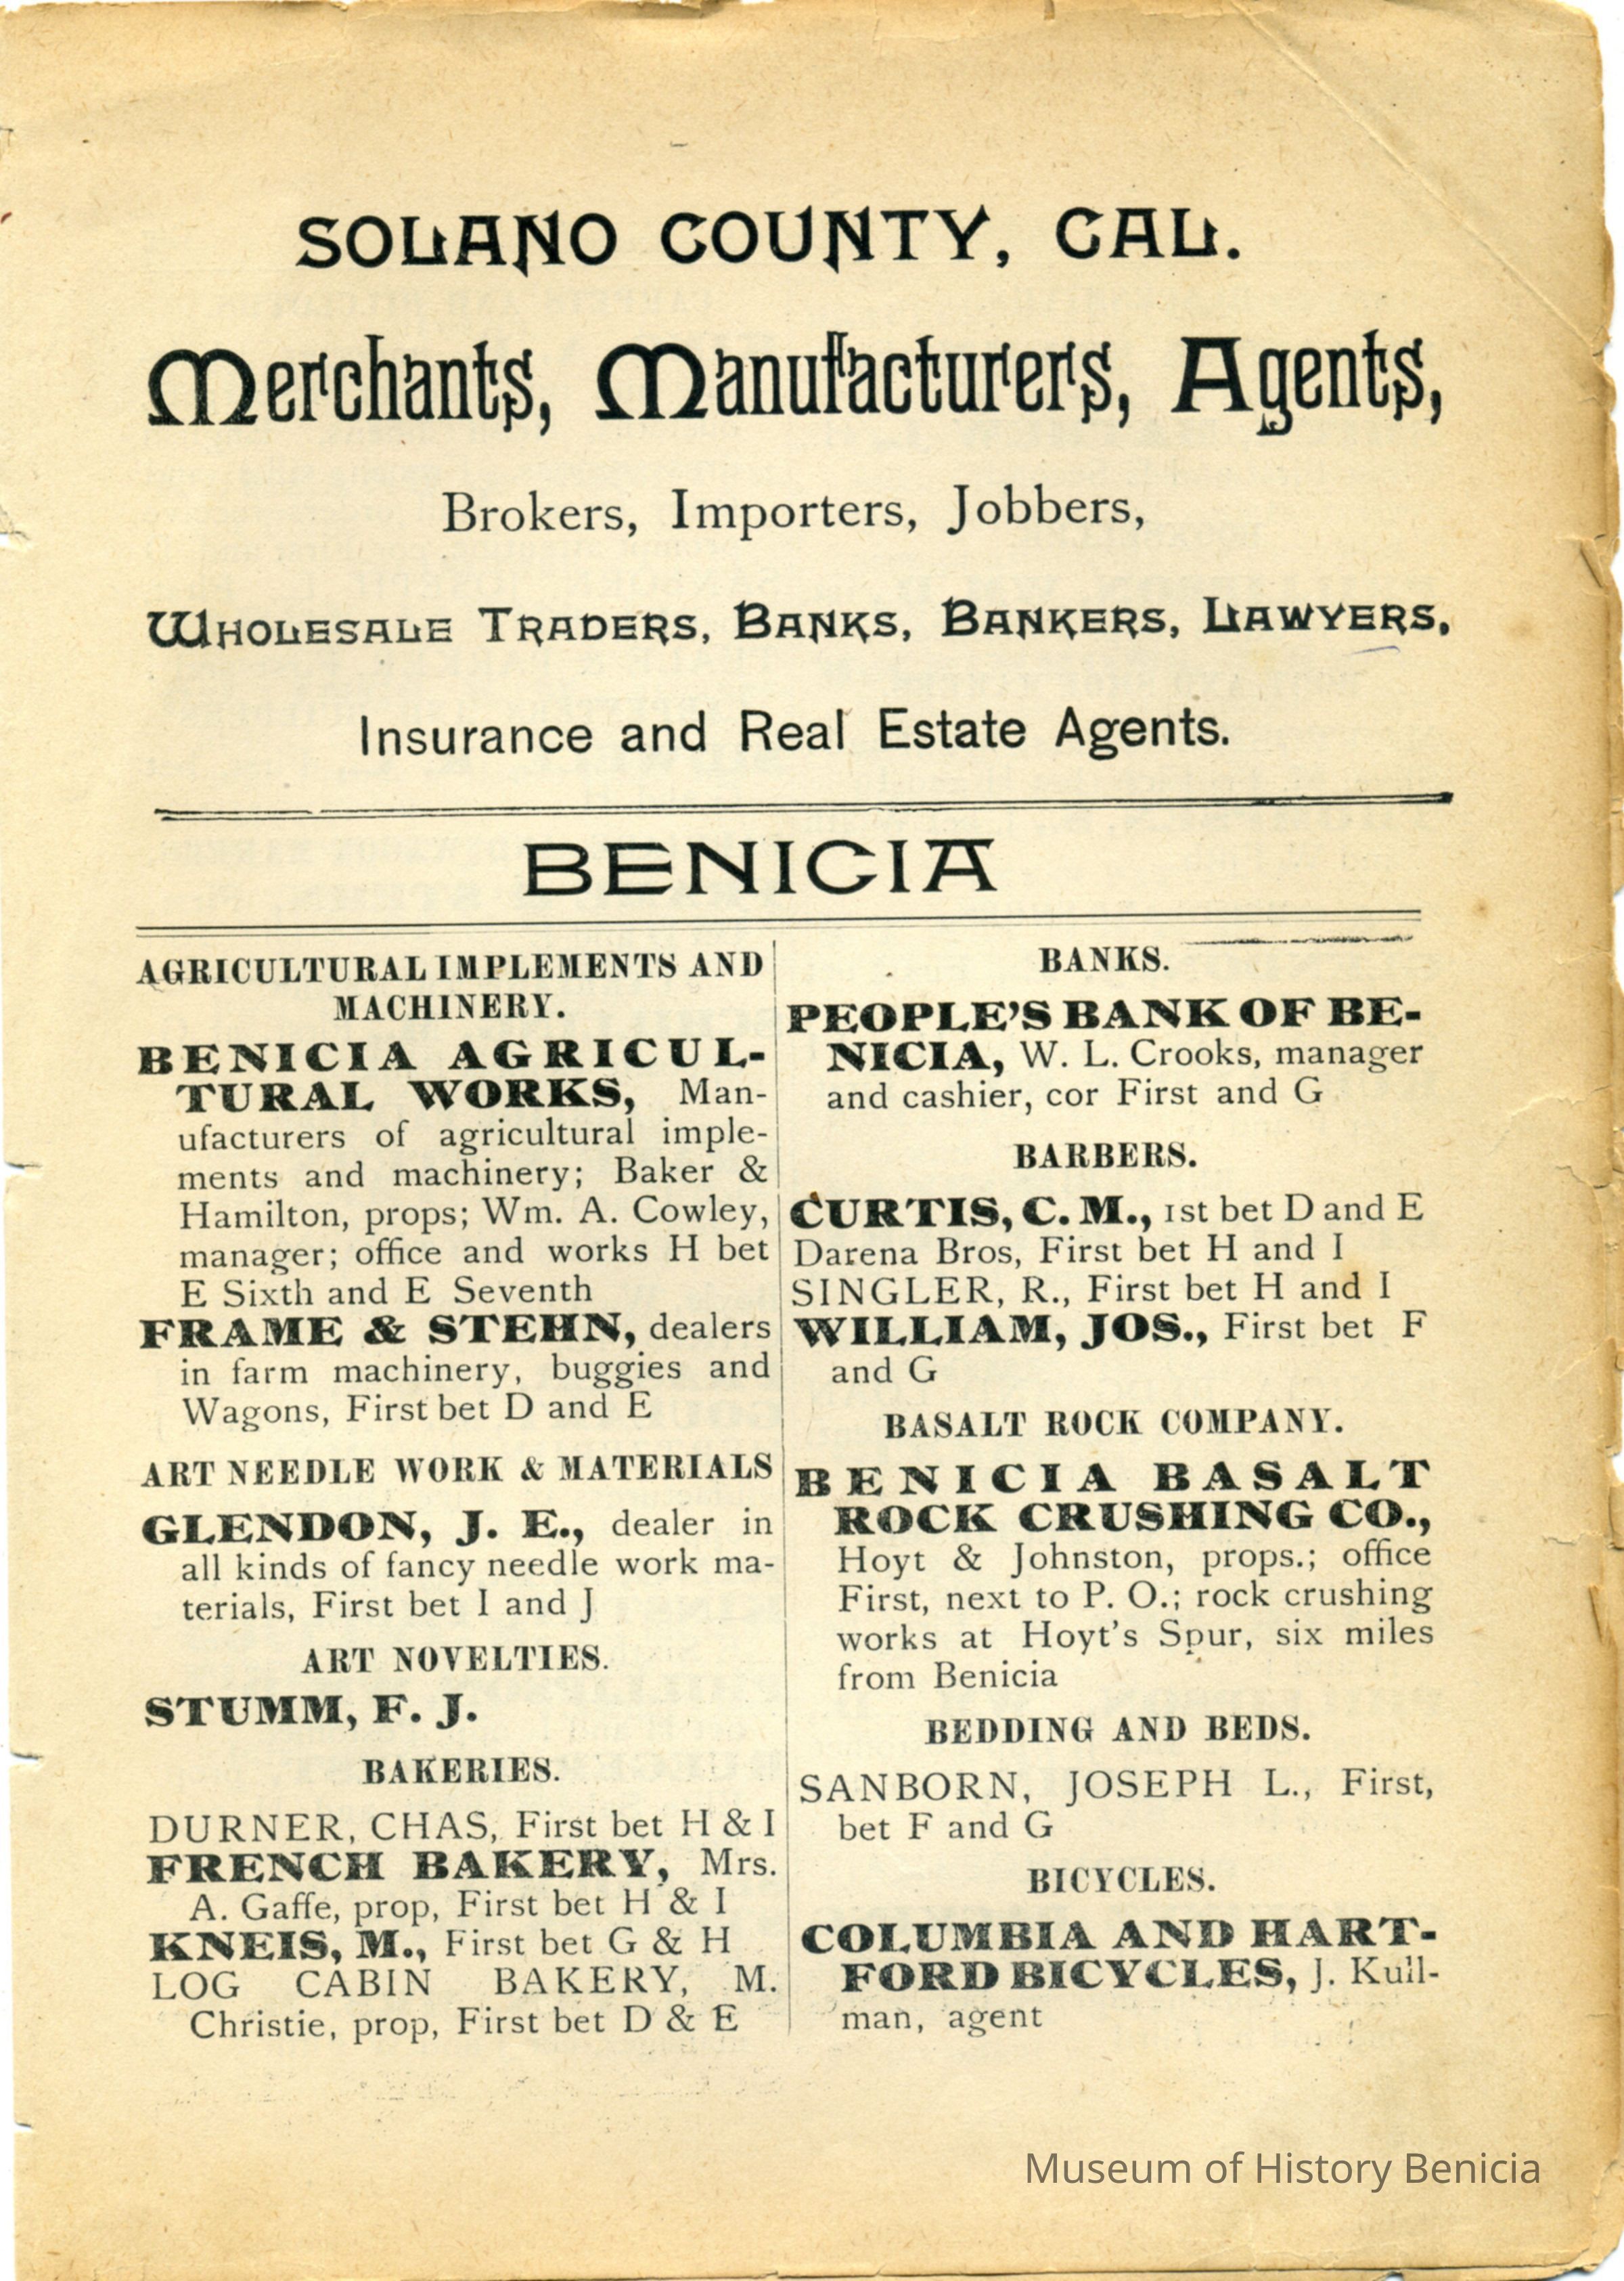 SOLANO COUNTY, CAL.
Merchants, Manufacturers, Agents,
Brokers, Importers, Jobbers,
WHOLESALE TRADERS, BANKS, BANKERS, LAWYERS,
Insurance and Real Estate Agents.
BENICIA
AGRICULTURAL IMPLEMENTS AND
MACHINERY.
BENICIA AGRICUL-
TURAL WORKS, Man-
ufacturers of agricultural imple-
ments and machinery; Baker &
Hamilton, props; Wm. A. Cowley,
manager; office and works H bet
E Sixth and E Seventh
FRAME & STEHN, dealers
in farm machinery, buggies and
Wagons, First bet D and E
ART NEEDLE WORK & MATERIALS
GLENDON, J. E., dealer in
all kinds of fancy needle work ma-
terials, First bet I and J
ART NOVELTIES.
STUMM, F. J.
BAKERIES.
DURNER, CHAS, First bet H & I
FRENCH BAKERY, Mrs.
A. Gaffe, prop, First bet H & I
KNEIS, M., First bet G & H
LOG CABIN BAKERY, M.
Christie, prop, First bet D & E
BANKS.
PEOPLE'S BANK OF BE-
NICIA, W. L. Crooks, manager
and cashier, cor First and G
BARBERS.
CURTIS, C. M., 1st bet D and E
Darena Bros, First bet H and I
SINGLER, R., First bet H and I
WILLIAM, JOS., First bet F
and G
BASALT ROCK COMPANY.
BENICIA BASALT
ROCK CRUSHING CO.,
Hoyt & Johnston, props.; office
First, next to P. O.; rock crushing
works at Hoyt's Spur, six miles
from Benicia
BEDDING AND BEDS.
SANBORN, JOSEPH L., First,
bet F and G
BICYCLES.
COLUMBIA AND HART-
FORD BICYCLES, J. Kull-
man, agent
Museum of History Benicia